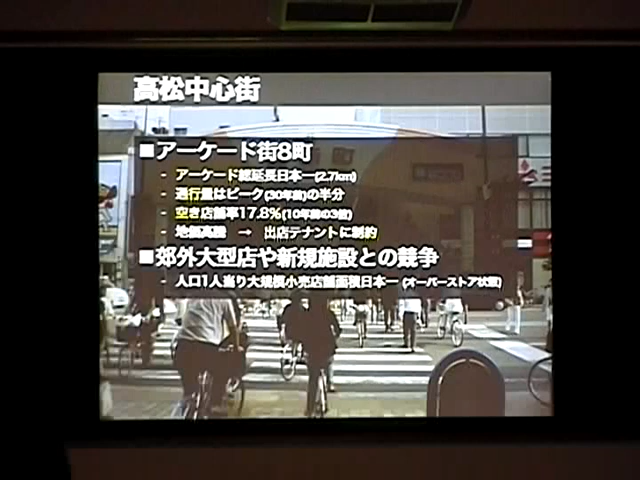 高松中心街
■アーケード街8町
- アーケード総延長日本一(2.7km)
- 通行量はピーク(30年前)の半分
- 空き店舗率17.8%(10年前の3倍)
- 地価高騰 → 出店テナントに制約
■郊外大型店や新規施設との競争
- 人口1人当り大規模小売店舗面積日本一 (オーバーストア状態)